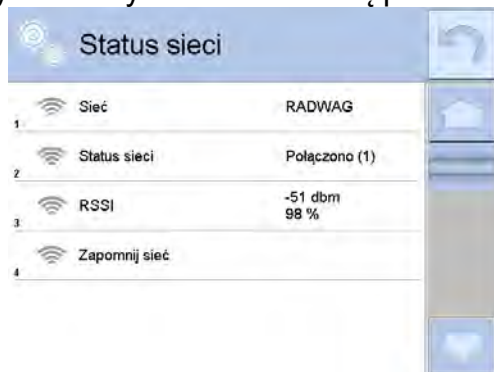 Status sieci
1 Sieć RADWAG
2 Status sieci Połączono (1)
3 RSSI -51 dbm
98 %
4 Zapomnij sieć